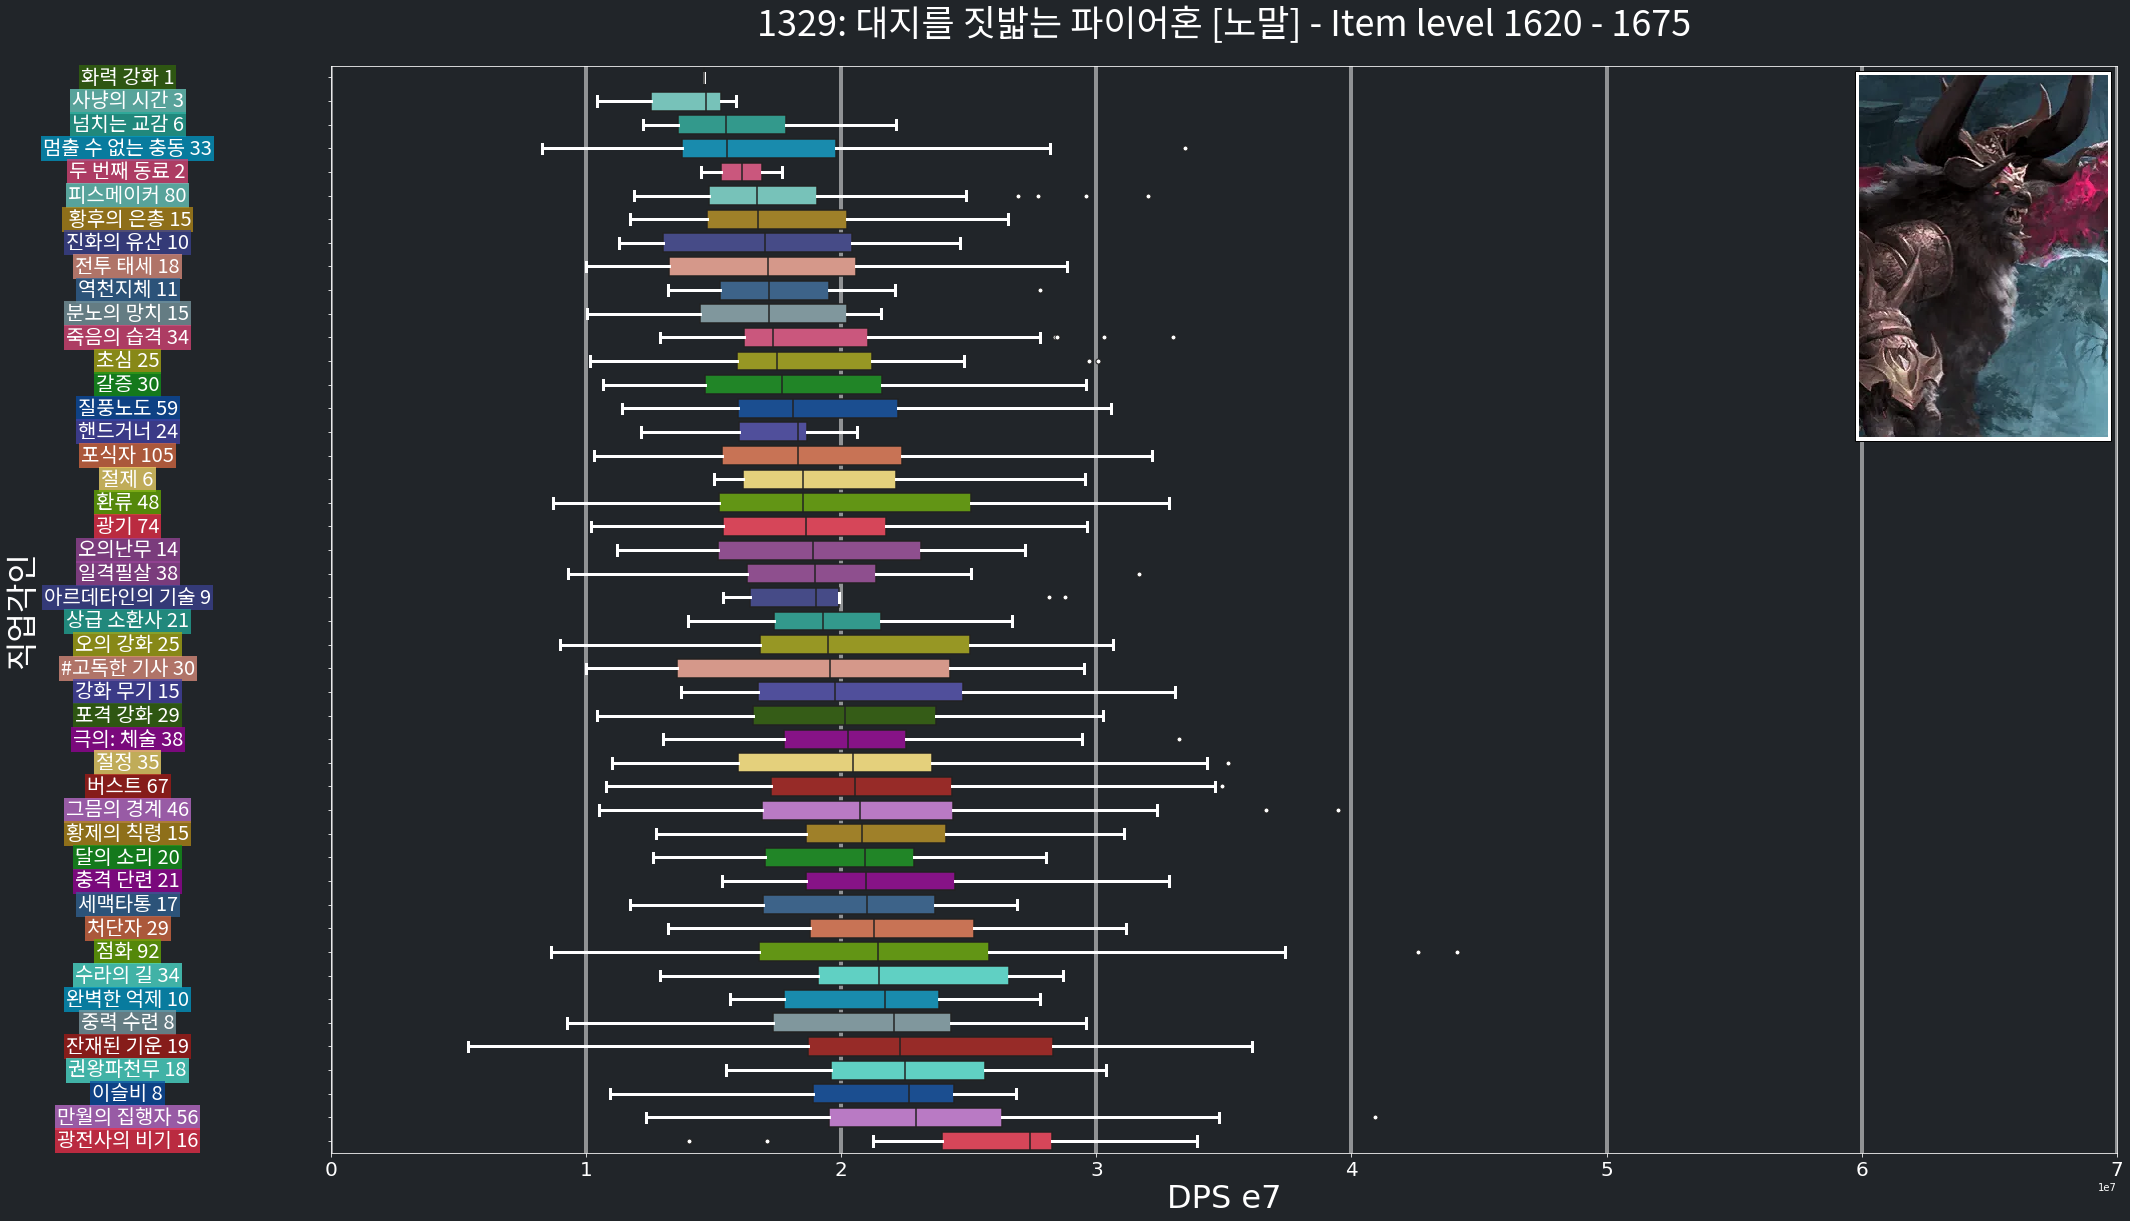 1329: 대지를 짓밟는 파이어혼 [노말] - Item level 1620 - 1675
화력 강화 1
사냥의 시간 3
넘치는 교감 6
멈출 수 없는 충동 33
두 번째 동료 2
피스메이커 80
황후의 은총 15
진화의 유산 10
전투 태세 18
역천지체 11
분노의 망치 15
죽음의 습격 34
초심 25
갈증 30
질풍노도 59
핸드거너 24
포식자 105
절제 6
환류 48
광기 74
오의난무 14
일격필살 38
아르데타인의 기술 9
상급 소환사 21
오의 강화 25
#고독한 기사 30
강화 무기 15
포격 강화 29
극의: 체술 38
절정 35
버스트 67
그믐의 경계 46
황제의 칙령 15
달의 소리 20
충격 단련 21
세맥타통 17
처단자 29
점화 92
수라의 길 34
완벽한 억제 10
중력 수련 8
잔재된 기운 19
권왕파천무 18
이슬비 8
만월의 집행자 56
광전사의 비기 16
직업각인
0 1 2 3 4 5 6 7
1e7
DPS e7